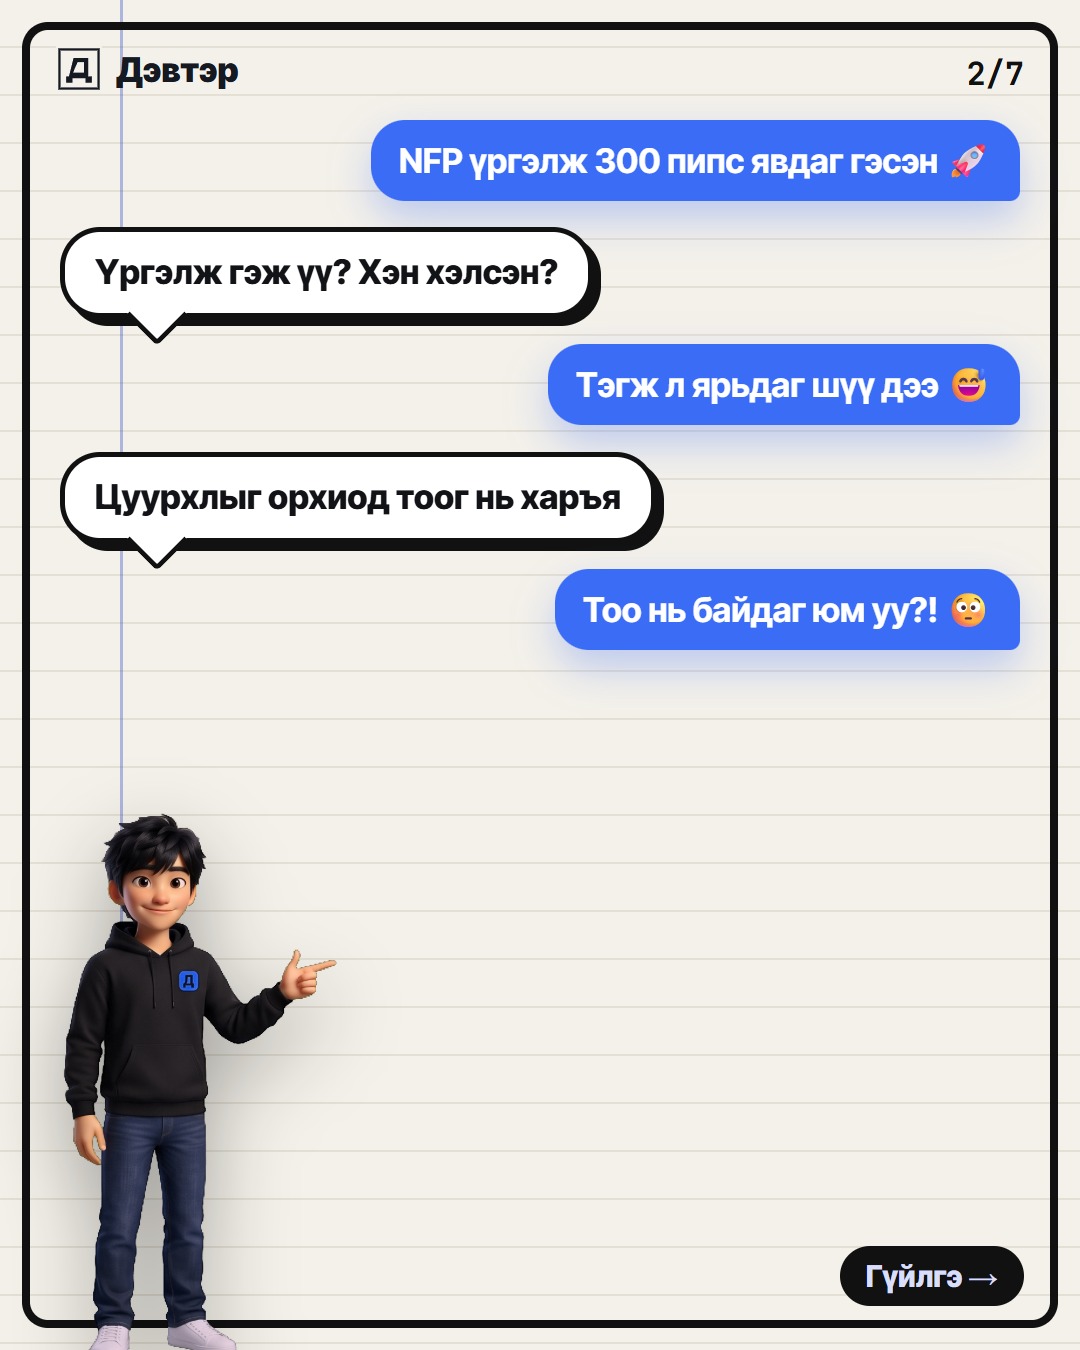 Д Дэвтэр
2/7
NFP үргэлж 300 пипс явдаг гэсэн 🚀
Үргэлж гэж үү? Хэн хэлсэн?
Тэгж л ярьдаг шүү дээ 😅
Цуурхлыг орхиод тоог нь харъя
Тоо нь байдаг юм уу?! 😳
Д
Гүйлгэ →